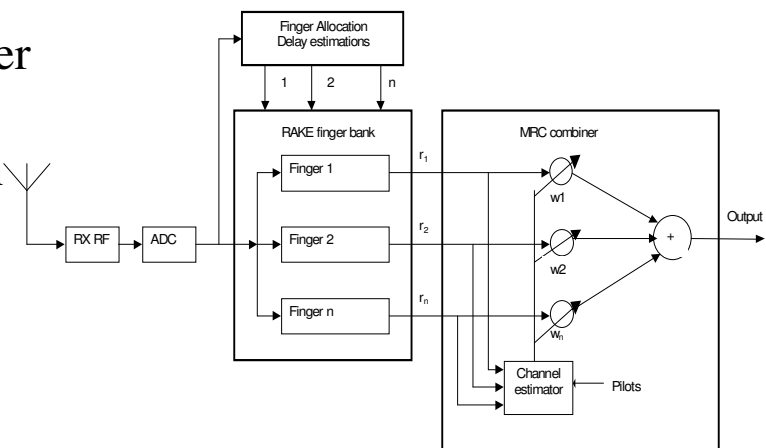 er
Finger Allocation
Delay estimations
1 2 n
RAKE finger bank
MRC combiner
Finger 1
r1
w1
RX RF
ADC
Finger 2
r2
w2
+
Output
Finger n
rn
wn
Channel
estimator
Pilots